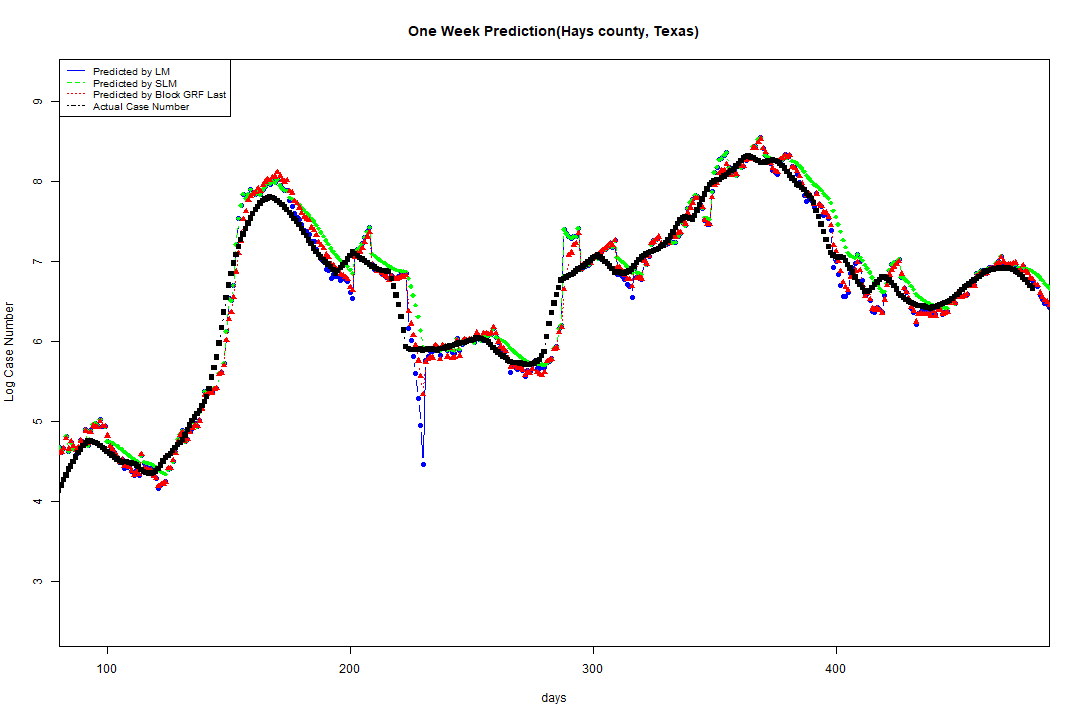 One Week Prediction(Hays county, Texas)
Predicted by LM
Predicted by SLM
Predicted by Block GRF Last
Actual Case Number
9
8
7
6
5
4
3
Log Case Number
100 200 300 400
days